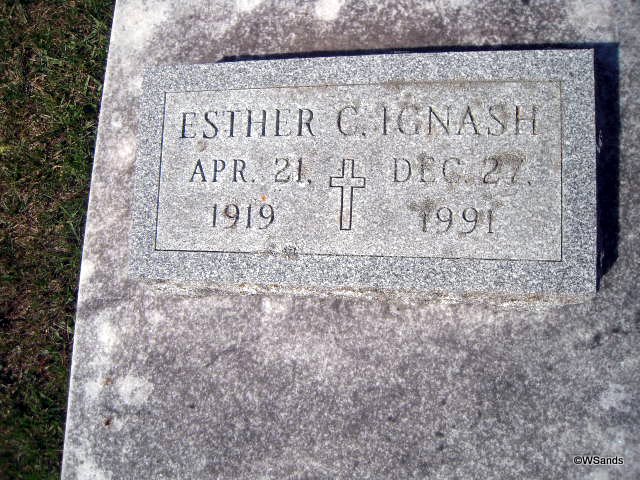 ESTHER C. IGNASH
APR. 21, DEC. 27,
1919 1991
©WSands